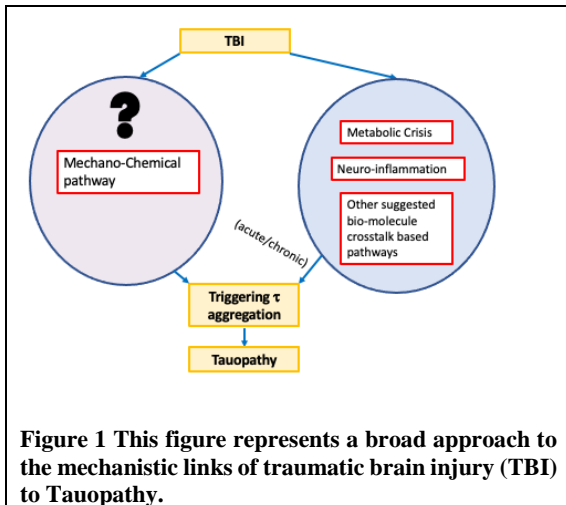 TBI
?
Mechano-Chemical
pathway
Metabolic Crisis
Neuro-inflammation
Other suggested
bio-molecule
crosstalk based
pathways
(acute/chronic)
Triggering τ
aggregation
Tauopathy
Figure 1 This figure represents a broad approach to
the mechanistic links of traumatic brain injury (TBI)
to Tauopathy.